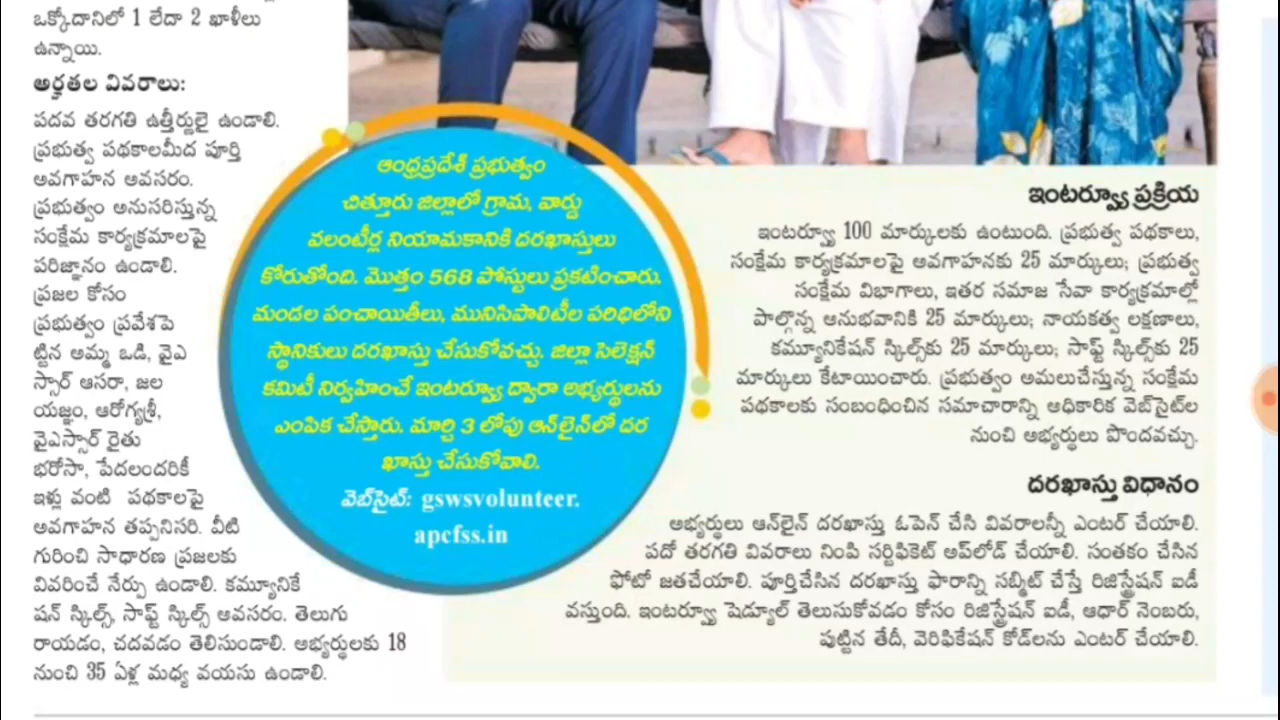 ఒక్కోదానిలో 1 లేదా 2 ఖాళీలు
ఉన్నాయి.
అర్హతల వివరాలు:
పదవ తరగతి ఉత్తీర్ణులై ఉండాలి.
ప్రభుత్వ పథకాలమీద పూర్తి
అవగాహన అవసరం.
ప్రభుత్వం అనుసరిస్తున్న
సంక్షేమ కార్యక్రమాలపై
పరిజ్ఞానం ఉండాలి.
ప్రజల కోసం
ప్రభుత్వం ప్రవేశపె
ట్టిన అమ్మ ఒడి, వైఎ
స్సార్ ఆసరా, జల
యజ్ఞం, ఆరోగ్యశ్రీ,
వైఎస్సార్ రైతు
భరోసా, పేదలందరికీ
ఇళ్లు వంటి పథకాలపై
అవగాహన తప్పనిసరి. వీటి
గురించి సాధారణ ప్రజలకు
వివరించే నేర్పు ఉండాలి. కమ్యూనికే
షన్ స్కిల్స్, సాఫ్ట్ స్కిల్స్ అవసరం. తెలుగు
రాయడం, చదవడం తెలిసుండాలి. అభ్యర్థులకు 18
నుంచి 35 ఏళ్ల మధ్య వయసు ఉండాలి.
ఆంధ్రప్రదేశ్ ప్రభుత్వం
చిత్తూరు జిల్లాలో గ్రామ, వార్డు
వలంటీర్ల నియామకానికి దరఖాస్తులు
కోరుతోంది. మొత్తం 568 పోస్టులు ప్రకటించారు.
మండల పంచాయితీలు, మునిసిపాలిటీల పరిధిలోని
స్థానికులు దరఖాస్తు చేసుకోవచ్చు. జిల్లా సెలెక్షన్
కమిటీ నిర్వహించే ఇంటర్వ్యూ ద్వారా అభ్యర్థులను
ఎంపిక చేస్తారు. మార్చి 3 లోపు ఆన్‌లైన్‌లో దర
ఖాస్తు చేసుకోవాలి.
వెబ్‌సైట్: gswsvolunteer.
apcfss.in
ఇంటర్వ్యూ ప్రక్రియ
ఇంటర్వ్యూ 100 మార్కులకు ఉంటుంది. ప్రభుత్వ పథకాలు,
సంక్షేమ కార్యక్రమాలపై అవగాహనకు 25 మార్కులు; ప్రభుత్వ
సంక్షేమ విభాగాలు, ఇతర సమాజ సేవా కార్యక్రమాల్లో
పాల్గొన్న అనుభవానికి 25 మార్కులు; నాయకత్వ లక్షణాలు,
కమ్యూనికేషన్ స్కిల్స్‌కు 25 మార్కులు; సాఫ్ట్ స్కిల్స్‌కు 25
మార్కులు కేటాయించారు. ప్రభుత్వం అమలుచేస్తున్న సంక్షేమ
పథకాలకు సంబంధించిన సమాచారాన్ని అధికారిక వెబ్‌సైట్‌ల
నుంచి అభ్యర్థులు పొందవచ్చు.
దరఖాస్తు విధానం
అభ్యర్థులు ఆన్‌లైన్ దరఖాస్తు ఓపెన్ చేసి వివరాలన్నీ ఎంటర్ చేయాలి.
పదో తరగతి వివరాలు నింపి సర్టిఫికెట్ అప్‌లోడ్ చేయాలి. సంతకం చేసిన
ఫోటో జతచేయాలి. పూర్తిచేసిన దరఖాస్తు ఫారాన్ని సబ్మిట్ చేస్తే రిజిస్ట్రేషన్ ఐడీ
వస్తుంది. ఇంటర్వ్యూ షెడ్యూల్ తెలుసుకోవడం కోసం రిజిస్ట్రేషన్ ఐడీ, ఆధార్ నెంబరు,
పుట్టిన తేదీ, వెరిఫికేషన్ కోడ్‌లను ఎంటర్ చేయాలి.